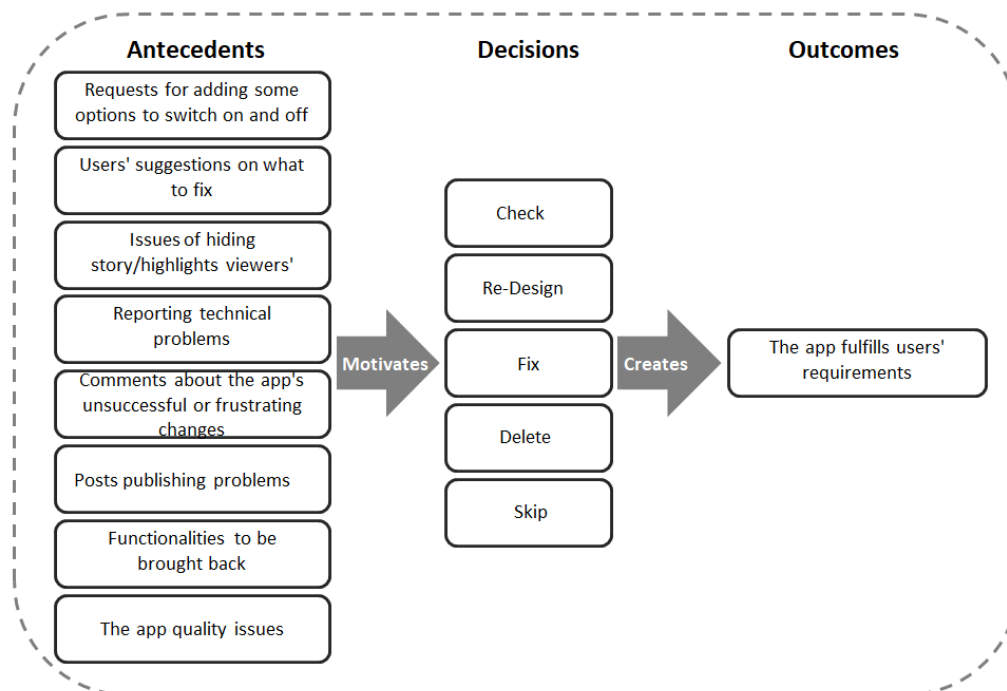 Antecedents
Requests for adding some
options to switch on and off
Users' suggestions on what
to fix
Issues of hiding
story/highlights viewers'
Reporting technical
problems
Comments about the app's
unsuccessful or frustrating
changes
Posts publishing problems
Functionalities to be
brought back
The app quality issues
Motivates
Decisions
Check
Re-Design
Fix
Delete
Skip
Creates
Outcomes
The app fulfills users'
requirements